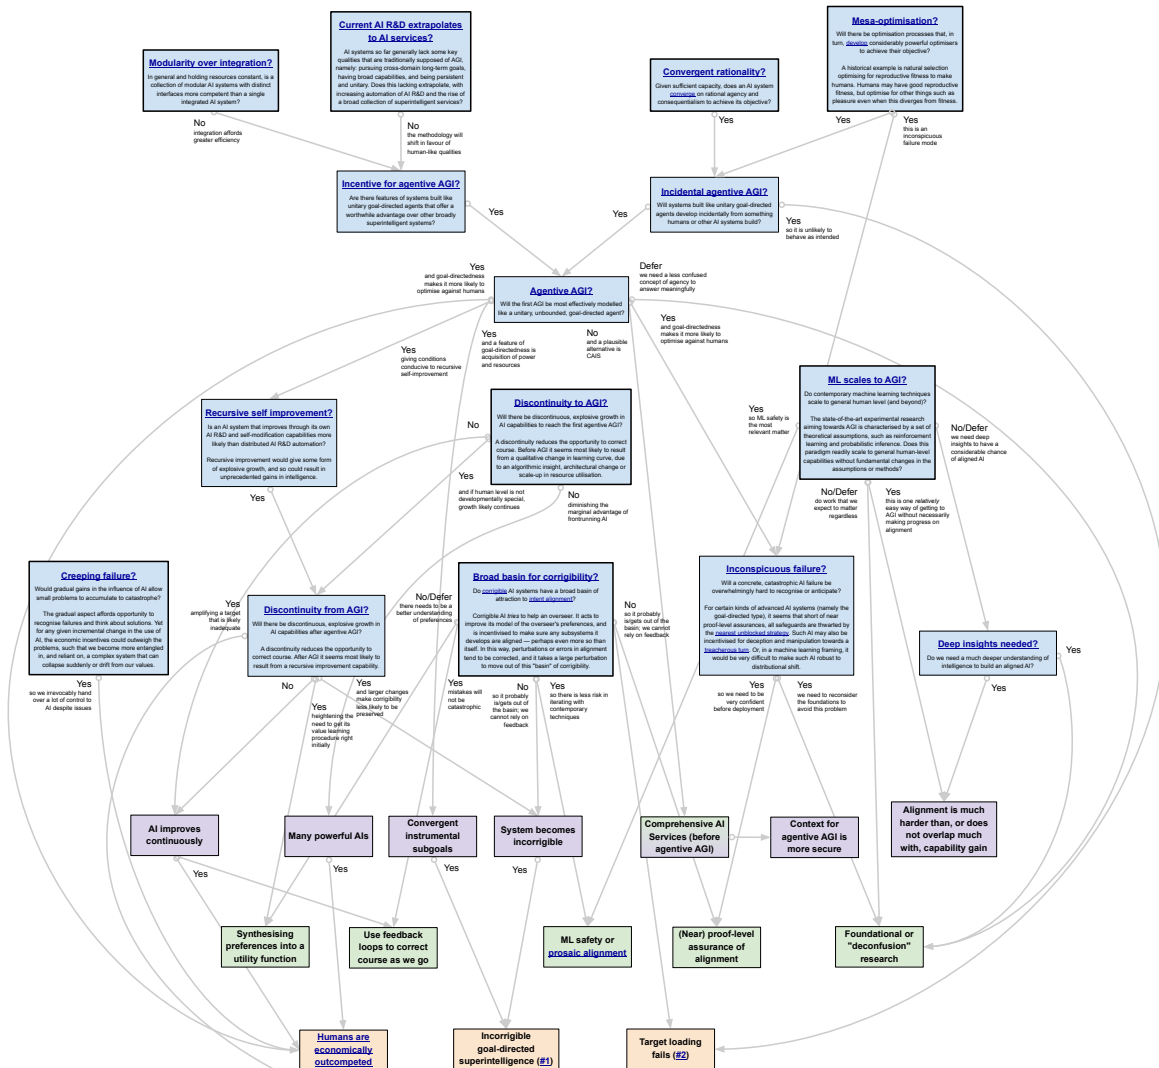 Current AI R&D extrapolates
to AI services?
AI systems so far generally lack some key
qualities that are traditionally supposed of AGI,
namely: pursuing cross-domain long-term goals,
having broad capabilities, and being persistent
and unitary. Does this lacking extrapolate, with
increasing automation of AI R&D and the rise of
a broad collection of superintelligent services?
Mesa-optimisation?
Will there be optimisation processes that, in
turn, develop considerably powerful optimisers
to achieve their objective?
A historical example is natural selection
optimising for reproductive fitness to make
humans. Humans may have good reproductive
fitness, but optimise for other things such as
pleasure even when this diverges from fitness.
Modularity over integration?
In general and holding resources constant, is a
collection of modular AI systems with distinct
interfaces more competent than a single
integrated AI system?
Convergent rationality?
Given sufficient capacity, does an AI system
converge on rational agency and
consequentialism to achieve its objective?
No
integration affords
greater efficiency
No
the methodology will
shift in favour of
human-like qualities
Yes
Yes
Yes
this is an
inconspicuous
failure mode
Incentive for agentive AGI?
Are there features of systems built like
unitary goal-directed agents that offer a
worthwhile advantage over other broadly
superintelligent systems?
Incidental agentive AGI?
Will systems built like unitary goal-directed
agents develop incidentally from something
humans or other AI systems build?
Yes
Yes
Yes
so it is unlikely to
behave as intended
Yes
and goal-directedness
makes it more likely to
optimise against humans
Defer
we need a less confused
concept of agency to
answer meaningfully
Agentive AGI?
Will the first AGI be most effectively modelled
like a unitary, unbounded, goal-directed agent?
Yes
giving conditions
conducive to recursive
self-improvement
Yes
and a feature of
goal-directedness is
acquisition of power
and resources
No
and a plausible
alternative is
CAIS
Yes
and goal-directedness
makes it more likely to
optimise against humans
ML scales to AGI?
Do contemporary machine learning techniques
scale to general human level (and beyond)?
The state-of-the-art experimental research
aiming towards AGI is characterised by a set of
theoretical assumptions, such as reinforcement
learning and probabilistic inference. Does this
paradigm readily scale to general human-level
capabilities without fundamental changes in the
assumptions or methods?
Recursive self improvement?
Is an AI system that improves through its own
AI R&D and self-modification capabilities more
likely than distributed AI R&D automation?
Recursive improvement would give some form
of explosive growth, and so could result in
unprecedented gains in intelligence.
Discontinuity to AGI?
Will there be discontinuous, explosive growth in
AI capabilities to reach the first agentive AGI?
A discontinuity reduces the opportunity to correct
course. Before AGI it seems most likely to result
from a qualitative change in learning curve, due
to an algorithmic insight, architectural change or
scale-up in resource utilisation.
No
Yes
so ML safety is
the most
relevant matter
No/Defer
we need deep
insights to have a
considerable chance
of aligned AI
Yes
Yes
and if human level is not
developmentally special,
growth likely continues
No
diminishing the
marginal advantage of
frontrunning AI
No/Defer
do work that we
expect to matter
regardless
Yes
this is one relatively
easy way of getting to
AGI without necessarily
making progress on
alignment
Creeping failure?
Would gradual gains in the influence of AI allow
small problems to accumulate to catastrophe?
The gradual aspect affords opportunity to
recognise failures and think about solutions. Yet
for any given incremental change in the use of
AI, the economic incentives could outweigh the
problems, such that we become more entangled
in, and reliant on, a complex system that can
collapse suddenly or drift from our values.
Yes
amplifying a target
that is likely
inadequate
Discontinuity from AGI?
Will there be discontinuous, explosive growth
in AI capabilities after agentive AGI?
A discontinuity reduces the opportunity to
correct course. After AGI it seems most likely to
result from a recursive improvement capability.
No/Defer
there needs to be a
better understanding
of preferences
Broad basin for corrigibility?
Do corrigible AI systems have a broad basin of
attraction to intent alignment?
Corrigible AI tries to help an overseer. It acts to
improve its model of the overseer's preferences, and
is incentivised to make sure any subsystems it
develops are aligned — perhaps even more so than
itself. In this way, perturbations or errors in alignment
tend to be corrected, and it takes a large perturbation
to move out of this "basin" of corrigibility.
No
so it probably
is/gets out of the
basin; we cannot
rely on feedback
Inconspicuous failure?
Will a concrete, catastrophic AI failure be
overwhelmingly hard to recognise or anticipate?
For certain kinds of advanced AI systems (namely the
goal-directed type), it seems that short of near
proof-level assurances, all safeguards are thwarted by
the nearest unblocked strategy. Such AI may also be
incentivised for deception and manipulation towards a
treacherous turn. Or, in a machine learning framing, it
would be very difficult to make such AI robust to
distributional shift.
Deep insights needed?
Do we need a much deeper understanding of
intelligence to build an aligned AI?
Yes
Yes
Yes
so we irrevocably hand
over a lot of control to
AI despite issues
No
Yes
heightening the
need to get its
value learning
procedure right
initially
Yes
and larger changes
make corrigibility
less likely to be
preserved
Yes
mistakes will
not be
catastrophic
No
so it probably
is/gets out of
the basin; we
cannot rely on
feedback
Yes
so there is less risk in
iterating with
contemporary
techniques
Yes
so we need to be
very confident
before deployment
Yes
we need to reconsider
the foundations to
avoid this problem
AI improves
continuously
Many powerful AIs
Convergent
instrumental
subgoals
System becomes
incorrigible
Comprehensive AI
Services (before
agentive AGI)
Context for
agentive AGI is
more secure
Alignment is much
harder than, or does
not overlap much
with, capability gain
Yes
Yes
Yes
Yes
Synthesising
preferences into a
utility function
Use feedback
loops to correct
course as we go
ML safety or
prosaic alignment
(Near) proof-level
assurance of
alignment
Foundational or
"deconfusion"
research
Humans are
economically
outcompeted
Incorrigible
goal-directed
superintelligence (#1)
Target loading
fails (#2)